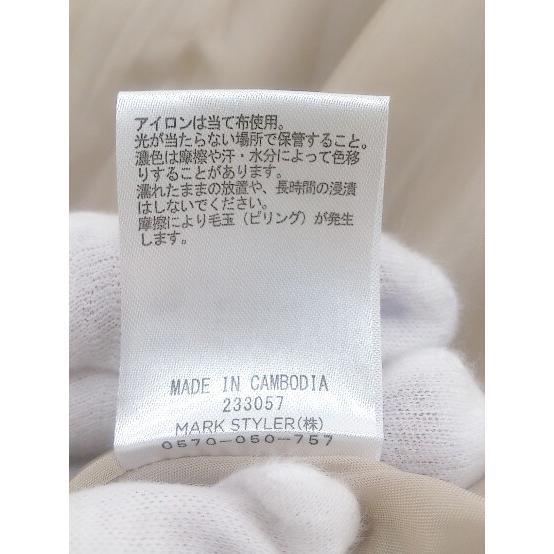 アイロンは当て布使用。
光が当たらない場所で保管すること。
濃色は摩擦や汗・水分によって色移
りすることがあります。
濡れたままの放置や、長時間の浸漬
はしないでください。
摩擦により毛玉（ピリング）が発生
します。
MADE IN CAMBODIA
233057
MARK STYLER(株)
0570-050-757